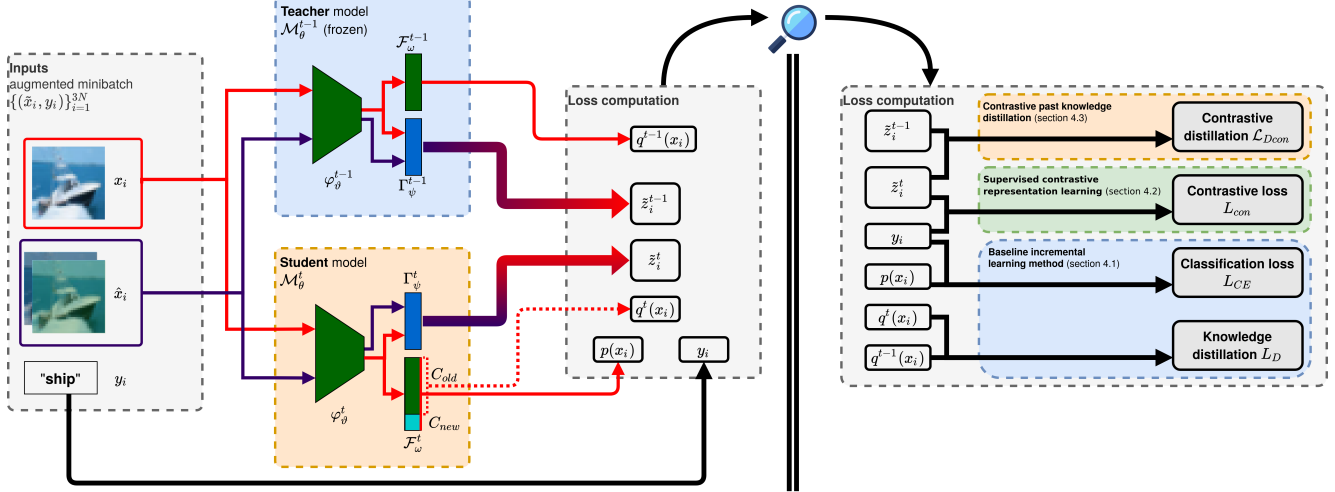 Inputs
augmented minibatch
{(x̃_i, y_i)}_{i=1}^{3N}
x_i
x̂_i
"ship"
y_i
Teacher model
M_θ^{t-1} (frozen)
F_ω^{t-1}
φ_ϑ^{t-1}
Γ_ψ^{t-1}
Student model
M_θ^t
Γ_ψ^t
C_old
C_new
φ_ϑ^t
F_ω^t
Loss computation
q^{t-1}(x_i)
z̃_i^{t-1}
z̃_i^t
q^t(x_i)
p(x_i)
y_i
Loss computation
z̃_i^{t-1}
z̃_i^t
y_i
p(x_i)
q^t(x_i)
q^{t-1}(x_i)
Contrastive past knowledge
distillation (section 4.3)
Contrastive
distillation L_Dcon
Supervised contrastive
representation learning (section 4.2)
Contrastive loss
L_con
Baseline incremental
learning method (section 4.1)
Classification loss
L_CE
Knowledge
distillation L_D